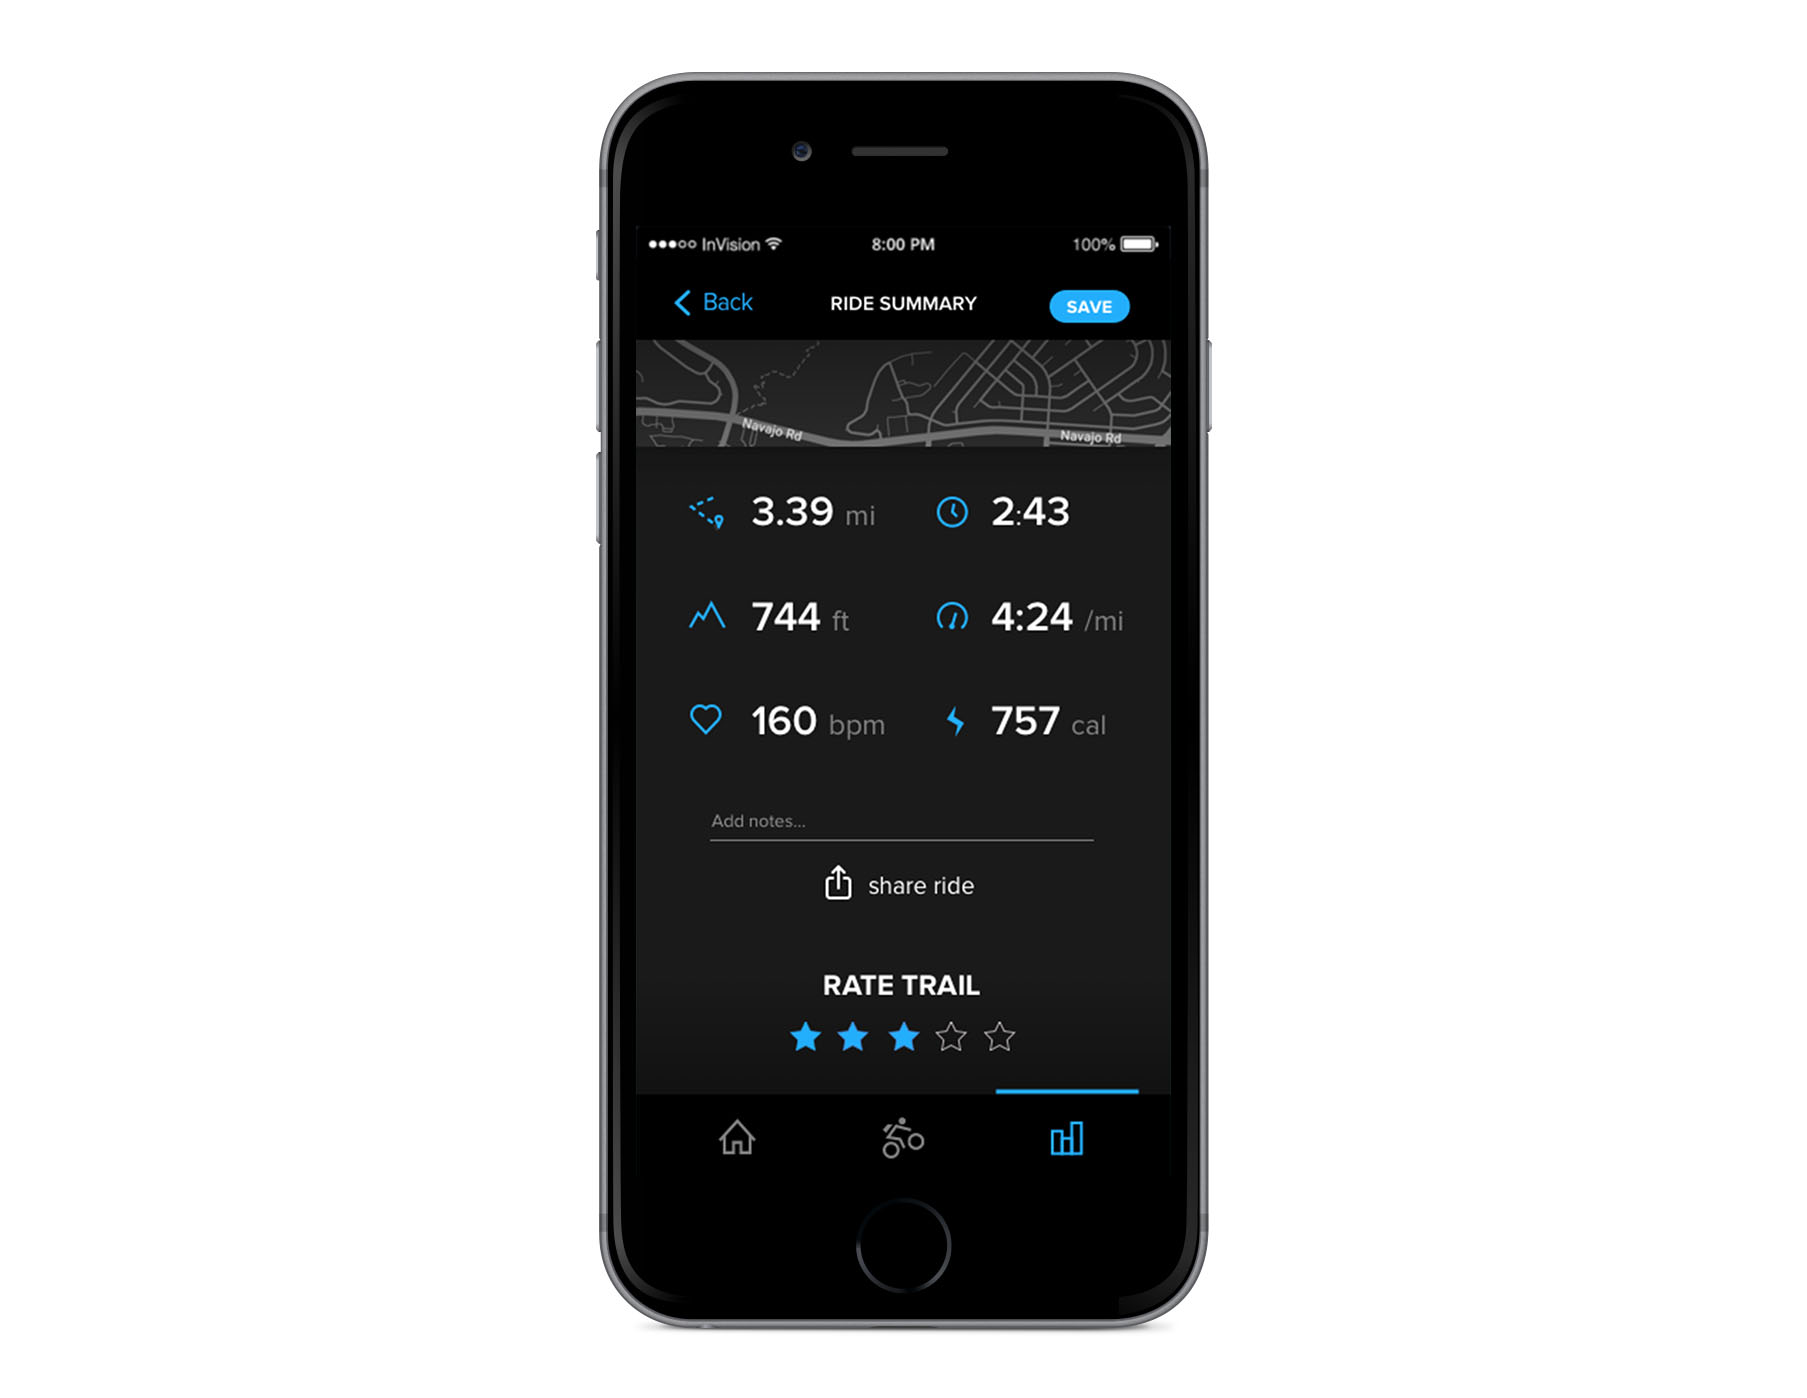 InVision 8:00 PM 100%
Back RIDE SUMMARY SAVE
Navajo Rd Navajo Rd
3.39 mi 2:43
744 ft 4:24 /mi
160 bpm 757 cal
Add notes...
share ride
RATE TRAIL